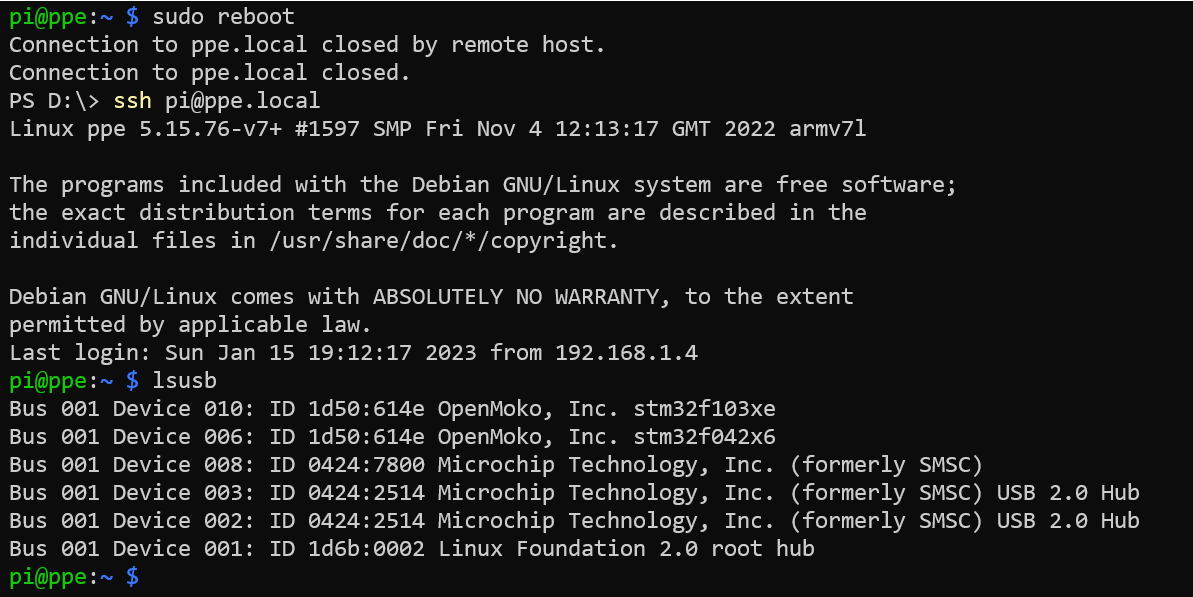 pi@ppe:~ $ sudo reboot
Connection to ppe.local closed by remote host.
Connection to ppe.local closed.
PS D:\> ssh pi@ppe.local
Linux ppe 5.15.76-v7+ #1597 SMP Fri Nov 4 12:13:17 GMT 2022 armv7l
The programs included with the Debian GNU/Linux system are free software;
the exact distribution terms for each program are described in the
individual files in /usr/share/doc/*/copyright.
Debian GNU/Linux comes with ABSOLUTELY NO WARRANTY, to the extent
permitted by applicable law.
Last login: Sun Jan 15 19:12:17 2023 from 192.168.1.4
pi@ppe:~ $ lsusb
Bus 001 Device 010: ID 1d50:614e OpenMoko, Inc. stm32f103xe
Bus 001 Device 006: ID 1d50:614e OpenMoko, Inc. stm32f042x6
Bus 001 Device 008: ID 0424:7800 Microchip Technology, Inc. (formerly SMSC)
Bus 001 Device 003: ID 0424:2514 Microchip Technology, Inc. (formerly SMSC) USB 2.0 Hub
Bus 001 Device 002: ID 0424:2514 Microchip Technology, Inc. (formerly SMSC) USB 2.0 Hub
Bus 001 Device 001: ID 1d6b:0002 Linux Foundation 2.0 root hub
pi@ppe:~ $